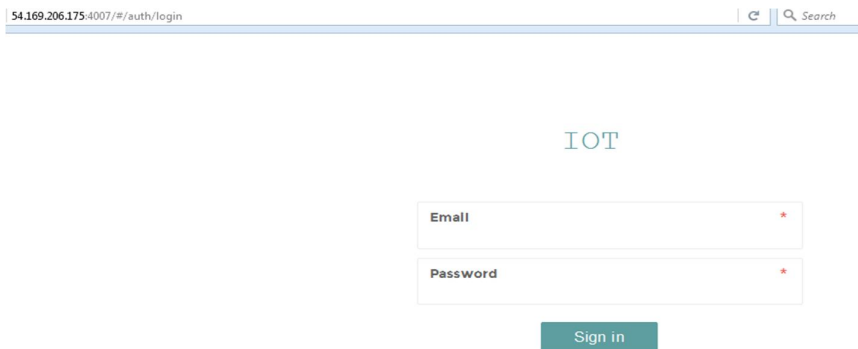 54.169.206.175:4007/#/auth/login Search
IOT
Email *
Password *
Sign in